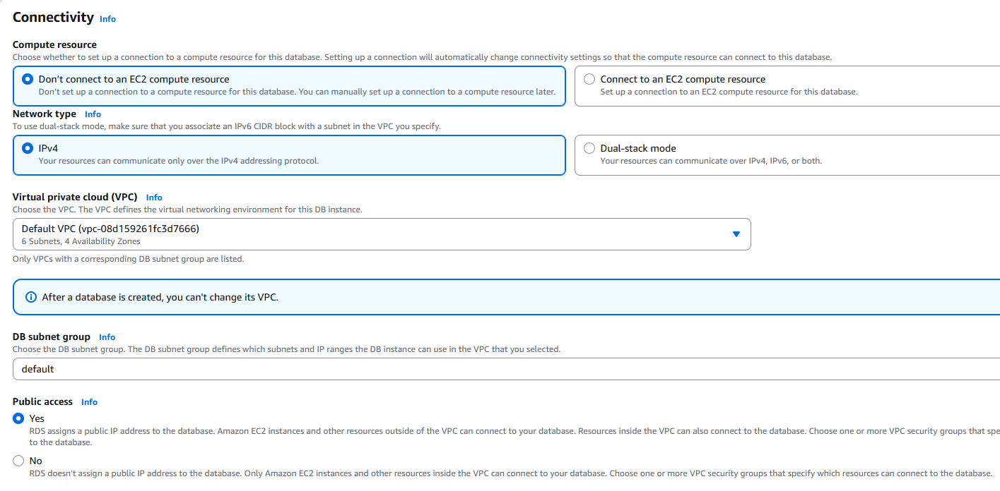 Connectivity Info
Compute resource
Choose whether to set up a connection to a compute resource for this database. Setting up a connection will automatically change connectivity settings so that the compute resource can connect to this database.
Don't connect to an EC2 compute resource
Don't set up a connection to a compute resource for this database. You can manually set up a connection to a compute resource later.
Connect to an EC2 compute resource
Set up a connection to an EC2 compute resource for this database.
Network type Info
To use dual-stack mode, make sure that you associate an IPv6 CIDR block with a subnet in the VPC you specify.
IPv4
Your resources can communicate only over the IPv4 addressing protocol.
Dual-stack mode
Your resources can communicate over IPv4, IPv6, or both.
Virtual private cloud (VPC) Info
Choose the VPC. The VPC defines the virtual networking environment for this DB instance.
Default VPC (vpc-08d159261fc3d7666)
6 Subnets, 4 Availability Zones
Only VPCs with a corresponding DB subnet group are listed.
After a database is created, you can't change its VPC.
DB subnet group Info
Choose the DB subnet group. The DB subnet group defines which subnets and IP ranges the DB instance can use in the VPC that you selected.
default
Public access Info
Yes
RDS assigns a public IP address to the database. Amazon EC2 instances and other resources outside of the VPC can connect to your database. Resources inside the VPC can also connect to the database. Choose one or more VPC security groups that spe
to the database.
No
RDS doesn't assign a public IP address to the database. Only Amazon EC2 instances and other resources inside the VPC can connect to your database. Choose one or more VPC security groups that specify which resources can connect to the database.